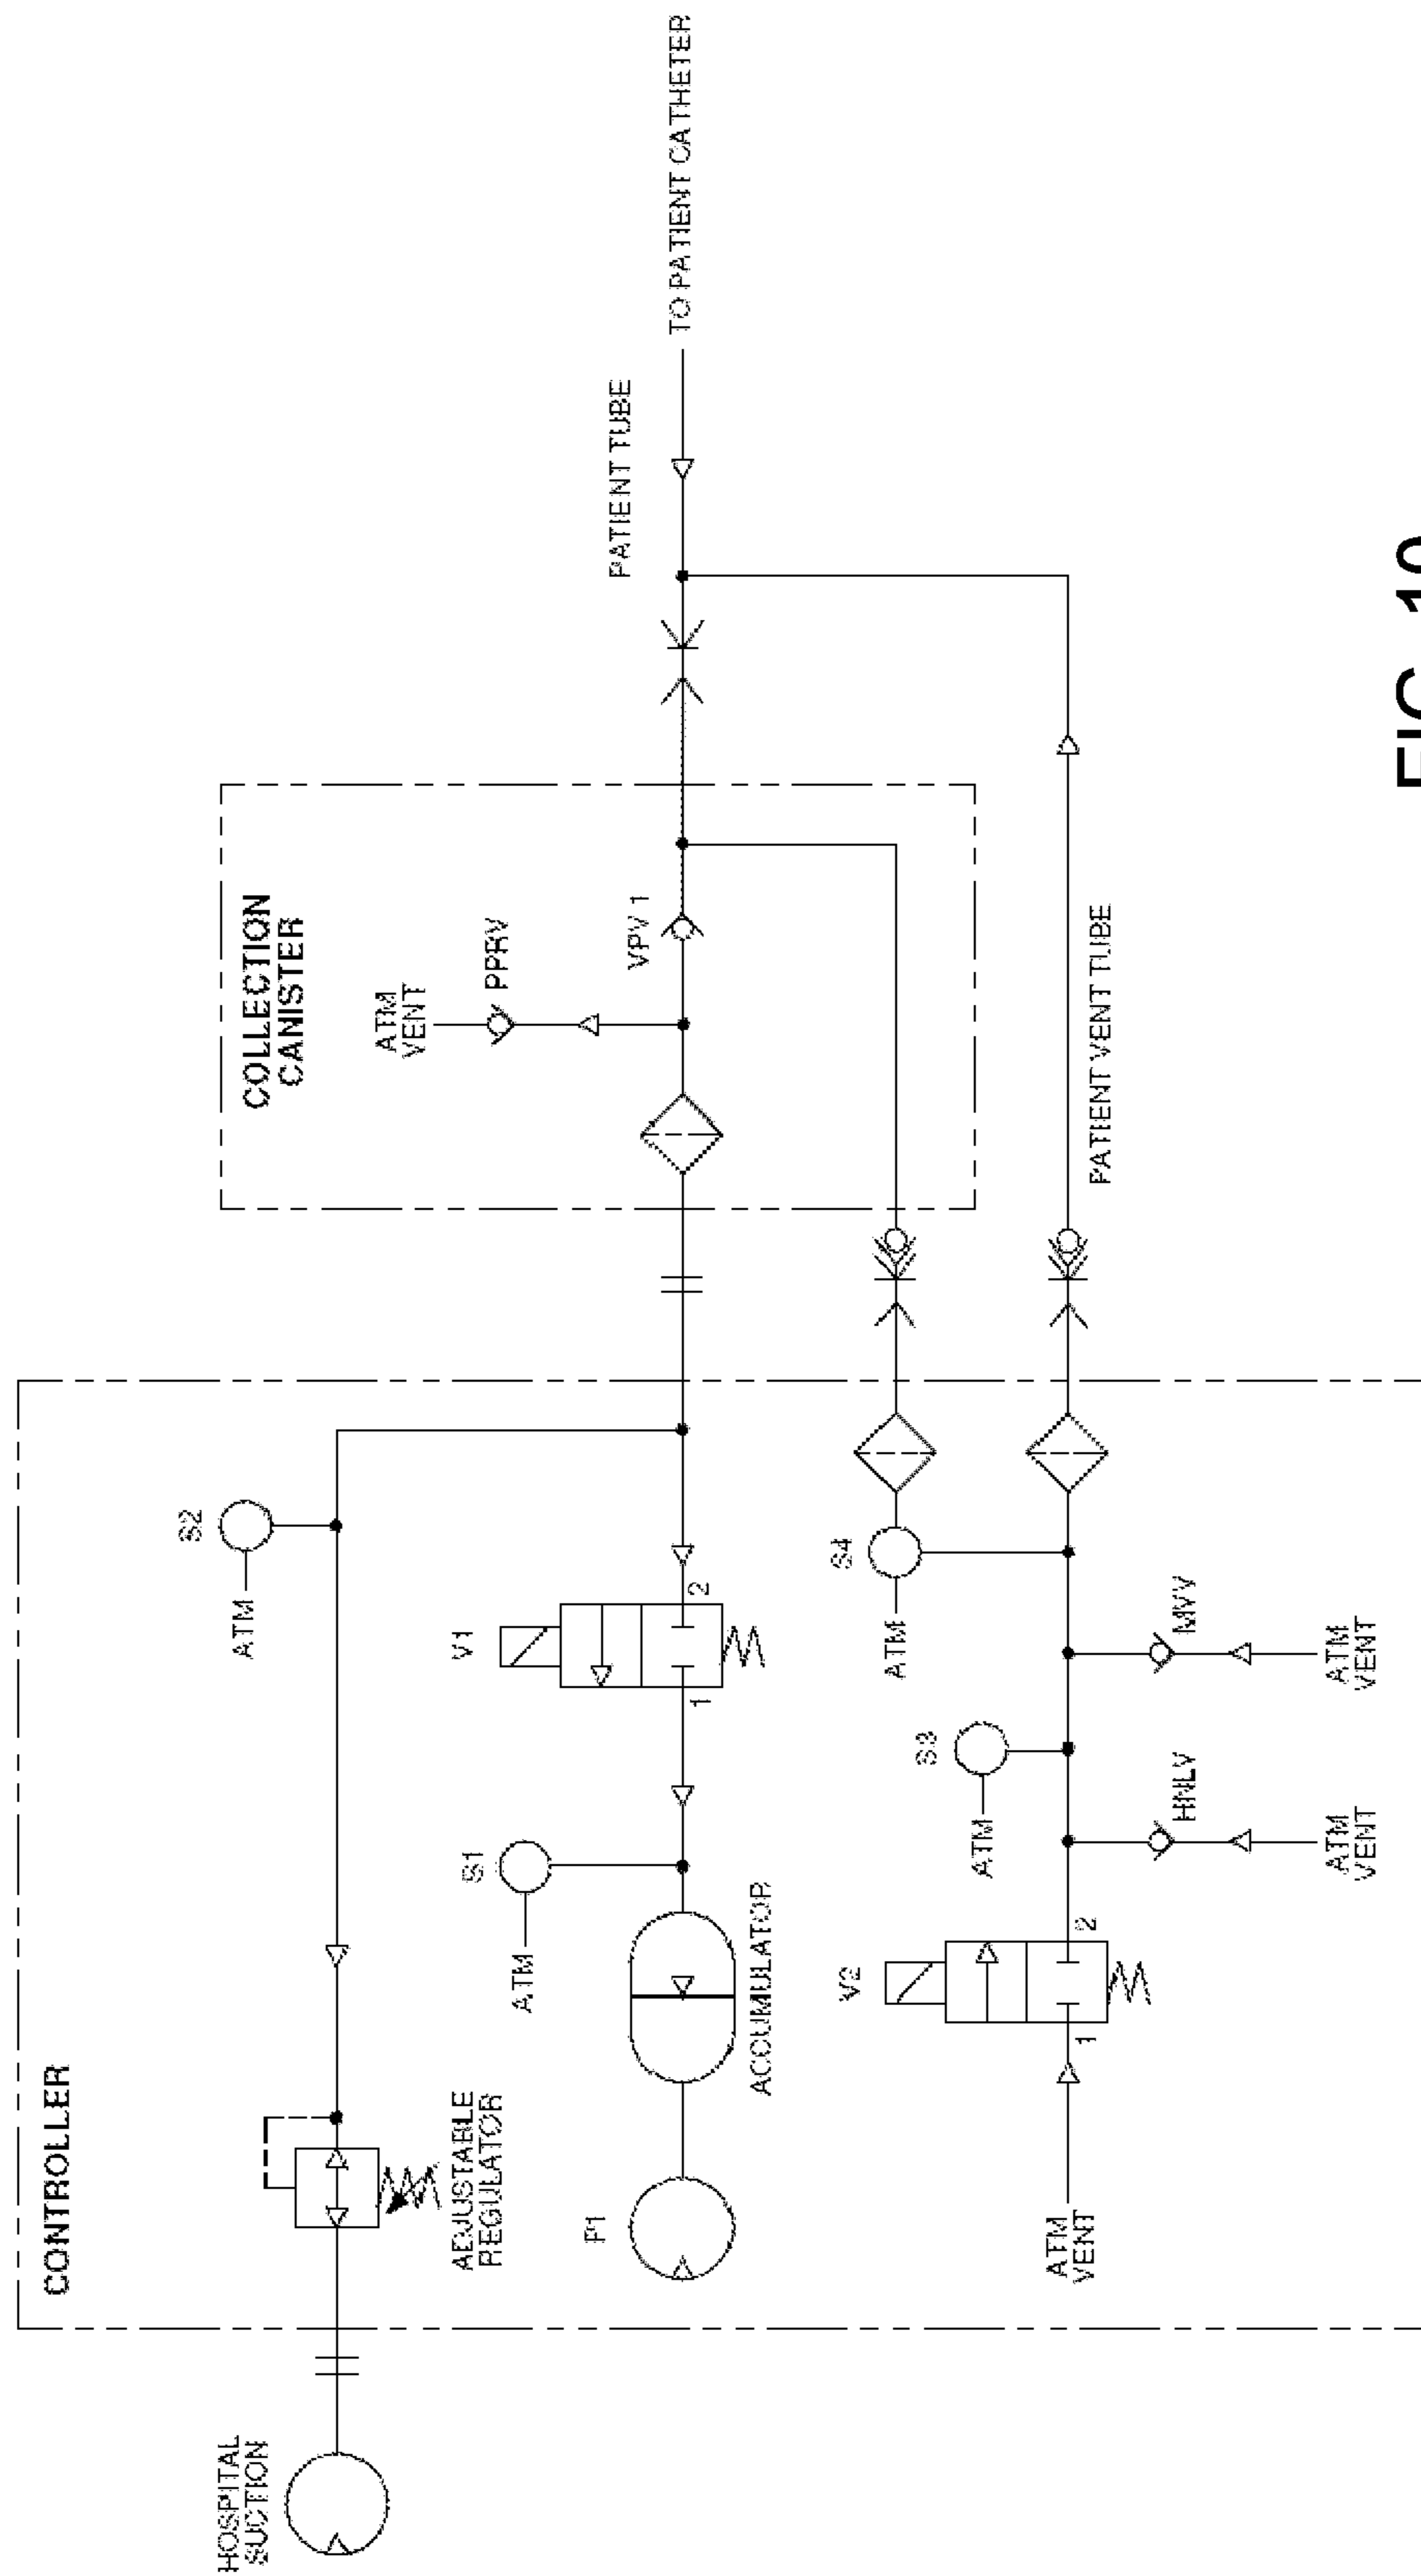 HOSPITAL
SUCTION
CONTROLLER
ADJUSTABLE
REGULATOR
ATM
S2
P1
ACCUMULATOR
ATM
S1
V1
1
2
COLLECTION
CANISTER
ATM
VENT
PPRV
VPV 1
PATIENT TUBE
TO PATIENT CATHETER
ATM
VENT
V2
1
2
ATM
S3
HNLV
ATM
VENT
ATM
S4
MVV
ATM
VENT
PATIENT VENT TUBE